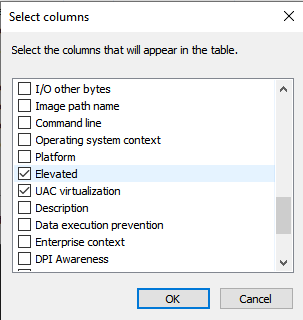 Select columns
Select the columns that will appear in the table.
I/O other bytes
Image path name
Command line
Operating system context
Platform
Elevated
UAC virtualization
Description
Data execution prevention
Enterprise context
DPI Awareness
OK
Cancel